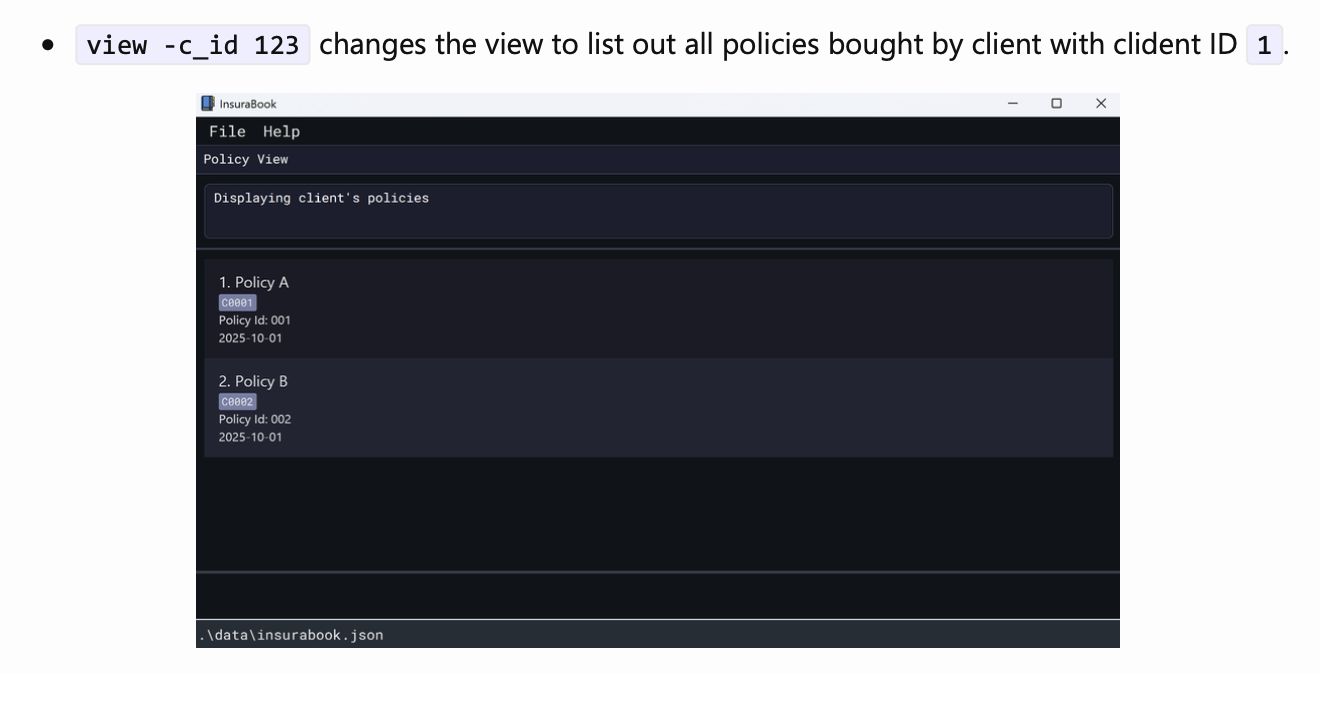 view -c_id 123 changes the view to list out all policies bought by client with clident ID 1.
InsuraBook
File Help
Policy View
Displaying client's policies
1. Policy A
C0001
Policy Id: 001
2025-10-01
2. Policy B
C0002
Policy Id: 002
2025-10-01
.\data\insurabook.json